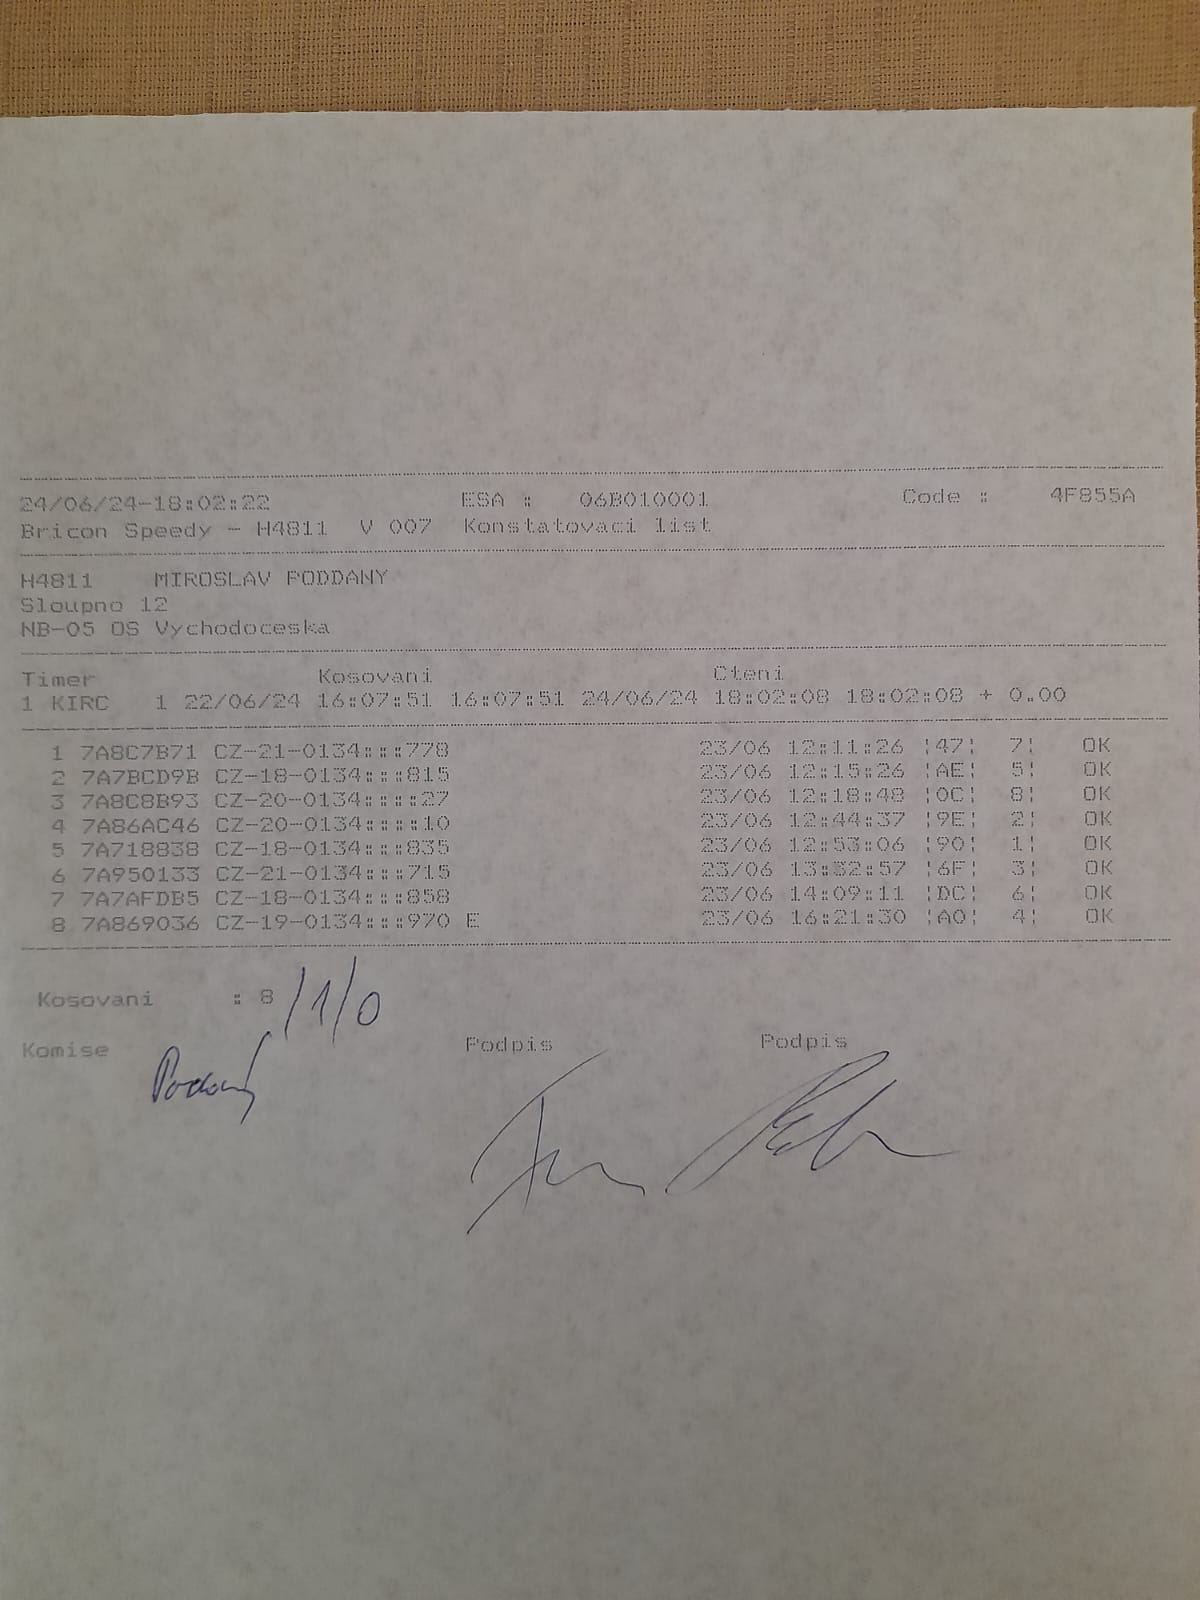 24/06/24-18:02:22 ESA : 06B010001 Code : 4F855A
Bricon Speedy - H4811 V 007 Konstatovaci list
H4811 MIROSLAV PODDANY
Sloupno 12
NB-05 OS Vychodoceska
Timer Kosovani Cteni
1 KIRC 1 22/06/24 16:07:51 16:07:51 24/06/24 18:02:08 18:02:08 + 0.00
1 7A8C7B71 CZ-21-0134:::778 23/06 12:11:26 ¦47¦ 7¦ OK
2 7A7BCD9B CZ-18-0134:::815 23/06 12:15:26 ¦AE¦ 5¦ OK
3 7A8C8B93 CZ-20-0134::::27 23/06 12:18:48 ¦0C¦ 8¦ OK
4 7A86AC46 CZ-20-0134::::10 23/06 12:44:37 ¦9E¦ 2¦ OK
5 7A718838 CZ-18-0134:::835 23/06 12:53:06 ¦90¦ 1¦ OK
6 7A950133 CZ-21-0134:::715 23/06 13:32:57 ¦6F¦ 3¦ OK
7 7A7AFDB5 CZ-18-0134:::858 23/06 14:09:11 ¦DC¦ 6¦ OK
8 7A869036 CZ-19-0134:::970 E 23/06 16:21:30 ¦A0¦ 4¦ OK
Kosovani : 8 /1/0
Komise Podpis Podpis